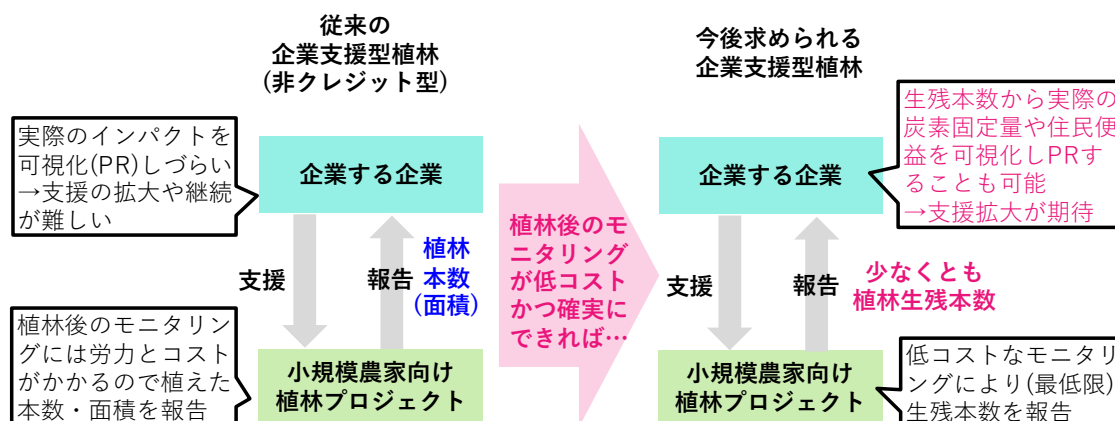 従来の
企業支援型植林
(非クレジット型)
実際のインパクトを
可視化(PR)しづらい
→支援の拡大や継続
が難しい
企業する企業
支援
報告
植林
本数
(面積)
植林後のモニタリン
グには労力とコスト
がかかるので植えた
本数・面積を報告
小規模農家向け
植林プロジェクト
植林後のモ
ニタリング
が低コスト
かつ確実に
できれば…
今後求められる
企業支援型植林
企業する企業
生残本数から実際の
炭素固定量や住民便
益を可視化しPRす
ることも可能
→支援拡大が期待
支援
報告
少なくとも
植林生残本数
小規模農家向け
植林プロジェクト
低コストなモニタリ
ングにより(最低限)
生残本数を報告